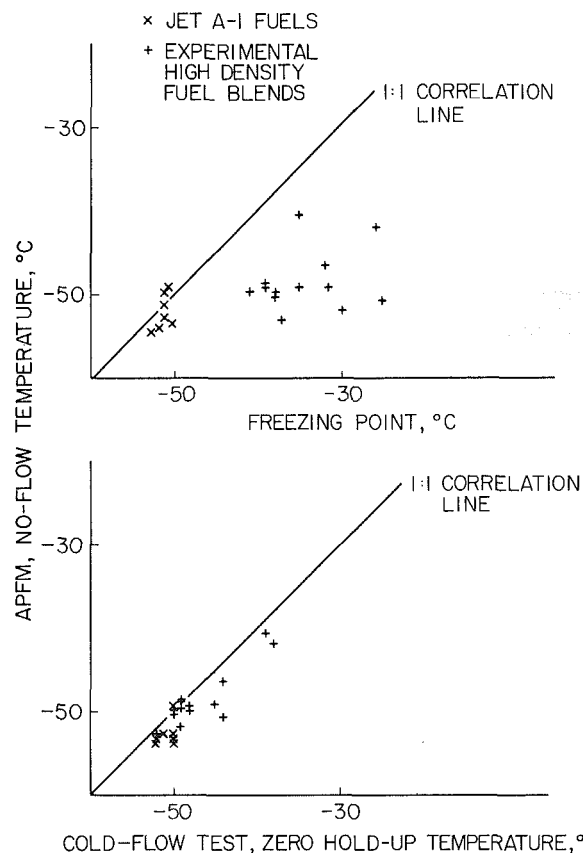 × JET A-1 FUELS
+ EXPERIMENTAL
HIGH DENSITY
FUEL BLENDS
1:1 CORRELATION
LINE
-30
-50
-50
-30
FREEZING POINT, °C
APFM, NO-FLOW TEMPERATURE, °C
1:1 CORRELATION
LINE
-30
-50
-50
-30
COLD-FLOW TEST, ZERO HOLD-UP TEMPERATURE, °